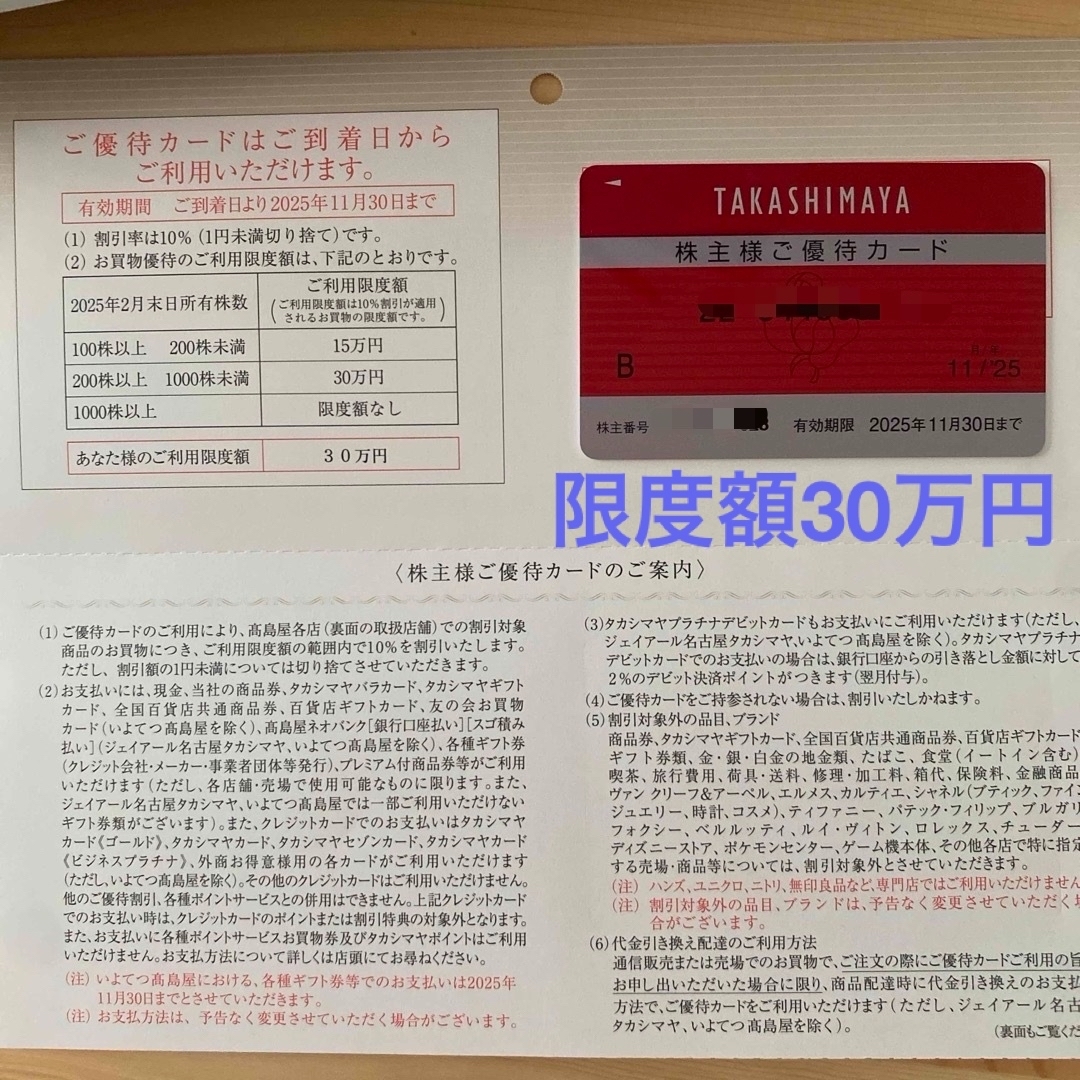 ご優待カードはご到着日から
ご利用いただけます。
有効期間 ご到着日より2025年11月30日まで
(1) 割引率は10% (1円未満切り捨て)です。
(2) お買物優待のご利用限度額は、下記のとおりです。
2025年2月末日所有株数
ご利用限度額
(ご利用限度額は10%割引が適用
されるお買物の限度額です。)
100株以上 200株未満 15万円
200株以上 1000株未満 30万円
1000株以上 限度額なし
あなた様のご利用限度額 30万円
TAKASHIMAYA
株主様ご優待カード
B
月/年
11/25
株主番号 有効期限 2025年11月30日まで
限度額30万円
〈株主様ご優待カードのご案内〉
(1)ご優待カードのご利用により、髙島屋各店(裏面の取扱店舗)での割引対象
商品のお買物につき、ご利用限度額の範囲内で10%を割引いたします。
ただし、割引額の1円未満については切り捨てさせていただきます。
(2)お支払いには、現金、当社の商品券、タカシマヤバラカード、タカシマヤギフト
カード、全国百貨店共通商品券、百貨店ギフトカード、友の会お買物
カード(いよてつ髙島屋を除く)、髙島屋ネオバンク[銀行口座払い][スゴ積み
払い](ジェイアール名古屋タカシマヤ、いよてつ髙島屋を除く)、各種ギフト券
(クレジット会社・メーカー・事業者団体等発行)、プレミアム付商品券等がご利用
いただけます(ただし、各店舗・売場で使用可能なものに限ります。また、
ジェイアール名古屋タカシマヤ、いよてつ髙島屋では一部ご利用いただけない
ギフト券類がございます)。また、クレジットカードでのお支払いはタカシマヤ
カード《ゴールド》、タカシマヤカード、タカシマヤセゾンカード、タカシマヤカード
《ビジネスプラチナ》、外商お得意様用の各カードがご利用いただけます
(ただし、いよてつ髙島屋を除く)。その他のクレジットカードはご利用いただけません。
他のご優待割引、各種ポイントサービスとの併用はできません。上記クレジットカード
でのお支払い時は、クレジットカードのポイントまたは割引特典の対象外となります。
また、お支払いに各種ポイントサービスお買物券及びタカシマヤポイントはご利用
いただけません。お支払方法について詳しくは店頭にてお尋ねください。
(注) いよてつ髙島屋における、各種ギフト券等でのお支払いは2025年
11月30日までとさせていただきます。
(注) お支払方法は、予告なく変更させていただく場合がございます。
(3)タカシマヤプラチナデビットカードもお支払いにご利用いただけます(ただし、
ジェイアール名古屋タカシマヤ、いよてつ髙島屋を除く)。タカシマヤプラチナ
デビットカードでのお支払いの場合は、銀行口座からの引き落とし金額に対して
2%のデビット決済ポイントがつきます(翌月付与)。
(4)ご優待カードをご持参されない場合は、割引いたしかねます。
(5)割引対象外の品目、ブランド
商品券、タカシマヤギフトカード、全国百貨店共通商品券、百貨店ギフトカード
ギフト券類、金・銀・白金の地金類、たばこ、食堂(イートイン含む)
喫茶、旅行費用、荷具・送料、修理・加工料、箱代、保険料、金融商品
ヴァン クリーフ&アーペル、エルメス、カルティエ、シャネル(ブティック、ファイン
ジュエリー、時計、コスメ)、ティファニー、パテック・フィリップ、ブルガリ
フォクシー、ベルルッティ、ルイ・ヴィトン、ロレックス、チューダー
ディズニーストア、ポケモンセンター、ゲーム機本体、その他各店で特に指定
する売場・商品等については、割引対象外とさせていただきます。
(注) ハンズ、ユニクロ、ニトリ、無印良品など、専門店ではご利用いただけません
(注) 割引対象外の品目、ブランドは、予告なく変更させていただく場
合がございます。
(6)代金引き換え配達のご利用方法
通信販売または売場でのお買物で、ご注文の際にご優待カードご利用の旨
お申し出いただいた場合に限り、商品配達時に代金引き換えのお支払
方法で、ご優待カードをご利用いただけます(ただし、ジェイアール名古
タカシマヤ、いよてつ髙島屋を除く)。
(裏面もご覧くだ